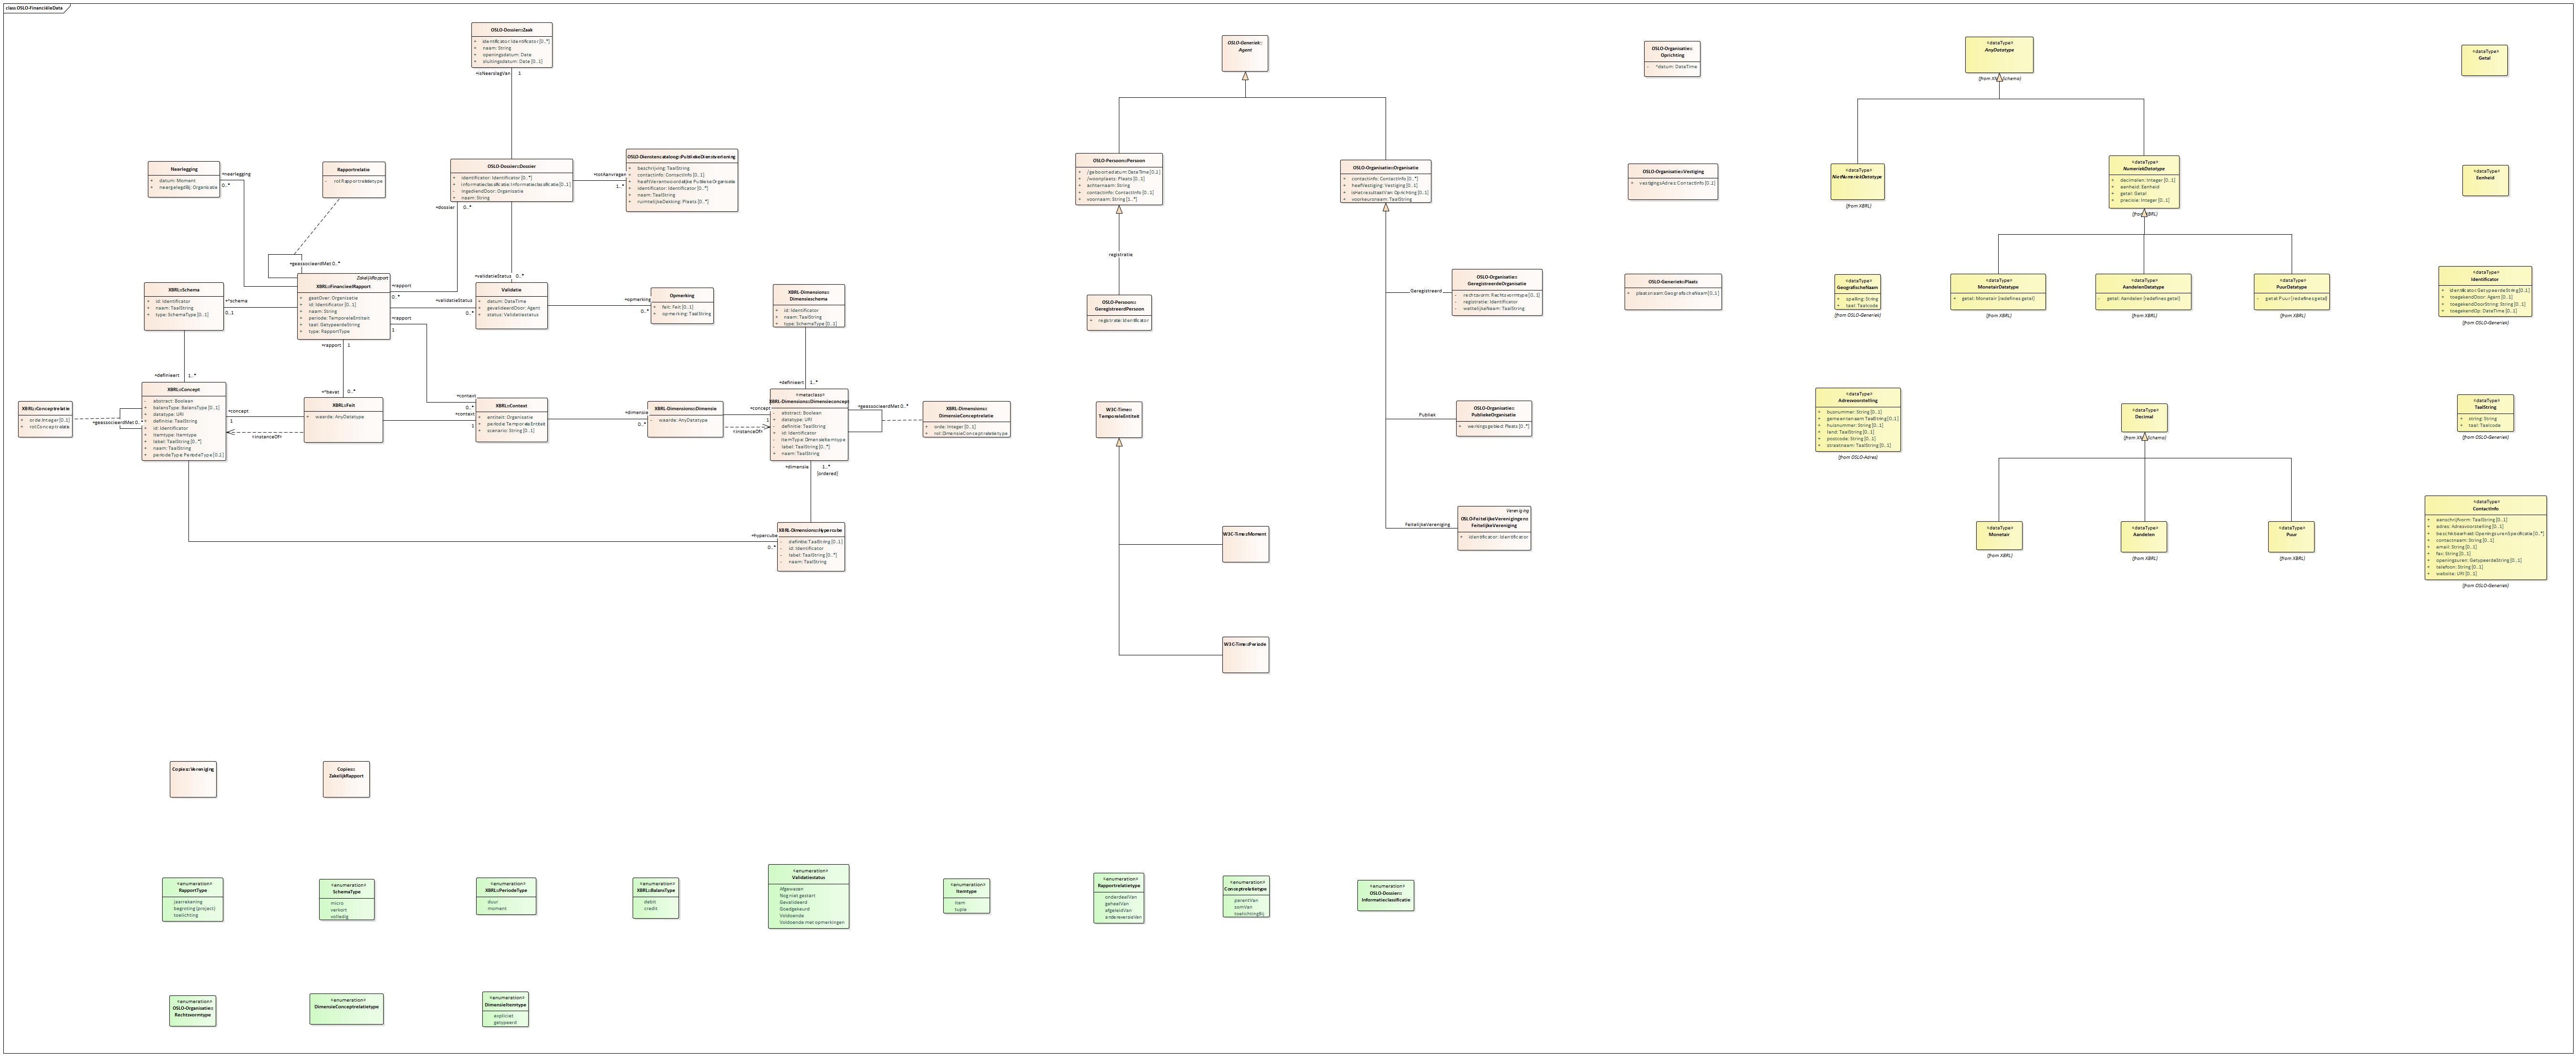 class OSLO-FinanciëleData
OSLO-Dossier::Zaak
+ identificator: Identificator [0..*]
+ naam: String
+ openingsdatum: Date
+ sluitingsdatum: Date [0..1]
+isNeerslagVan 1
Neerlegging
+ datum: Moment
+ neergelegdBij: Organisatie
+neerlegging
0..*
Rapportrelatie
- rol: Rapportrelatietype
OSLO-Dossier::Dossier
+ identificator: Identificator [0..*]
+ informatieclassificatie: Informatieclassificatie [0..1]
- ingediendDoor: Organisatie
+ naam: String
+dossier 0..*
+totAanvragen
1..*
OSLO-Dienstencataloog::PubliekeDienstverlening
+ beschrijving: TaalString
+ contactinfo: ContactInfo [0..1]
+ heeftVerantwoordelijke: PubliekeOrganisatie
+ identificator: Identificator [0..*]
+ naam: TaalString
+ ruimtelijkeDekking: Plaats [0..*]
+geassocieerdMet 0..*
XBRL::Schema
+ id: Identificator
+ naam: TaalString
+ type: SchemaType [0..1]
+*schema
0..1
ZakelijkRapport
XBRL::FinancieelRapport
+ gaatOver: Organisatie
+ id: Identificator [0..1]
+ naam: String
+ periode: TemporeleEntiteit
+ taal: GetypeerdeString
+ type: RapportType
+rapport
0..*
+validatieStatus
0..*
+rapport
1
+rapport 1
+validatieStatus 0..*
Validatie
+ datum: DateTime
+ gevalideerdDoor: Agent
+ status: Validatiestatus
+opmerking
0..*
Opmerking
+ feit: Feit [0..1]
+ opmerking: TaalString
XBRL-Dimensions::
Dimensieschema
+ id: Identificator
+ naam: TaalString
+ type: SchemaType [0..1]
+definieert 1..*
XBRL::Conceptrelatie
+ orde: Integer [0..1]
+ rol: Conceptrelatie
+geassocieerdMet 0..
+definieert 1..*
XBRL::Concept
- abstract: Boolean
+ balansType: BalansType [0..1]
+ datatype: URI
+ definitie: TaalString
+ id: Identificator
+ itemtype: Itemtype
+ label: TaalString [0..*]
+ naam: TaalString
+ periodeType: PeriodeType [0..1]
+concept
1
«instanceOf»
+*bevat 0..*
XBRL::Feit
+ waarde: AnyDatatype
+context
0..*
+context
1
XBRL::Context
+ entiteit: Organisatie
+ periode: TemporeleEntiteit
+ scenario: String [0..1]
+dimensie
0..*
XBRL-Dimensions::Dimensie
- waarde: AnyDatatype
+concept
1
«instanceOf»
«metaclass»
XBRL-Dimensions::Dimensieconcept
- abstract: Boolean
+ datatype: URI
+ definitie: TaalString
+ id: Identificator
- itemType: DimensieItemtype
+ label: TaalString [0..*]
+ naam: TaalString
+geassocieerdMet 0..*
XBRL-Dimensions::
DimensieConceptrelatie
+ orde: Integer [0..1]
+ rol: DimensieConceptrelatietype
+dimensie 1..*
{ordered}
+hypercube
0..*
XBRL-Dimensions::Hypercube
- definitie: TaalString [0..1]
- id: Identificator
- label: TaalString [0..*]
- naam: TaalString
OSLO-Generiek::
Agent
OSLO-Persoon::Persoon
+ /geboortedatum: DateTime [0..1]
+ /woonplaats: Plaats [0..1]
+ achternaam: String
+ contactinfo: ContactInfo [0..1]
+ voornaam: String [1..*]
registratie
OSLO-Persoon::
GeregistreerdPersoon
+ registratie: Identificator
OSLO-Organisatie::Organisatie
+ contactinfo: ContactInfo [0..*]
+ heeftVestiging: Vestiging [0..1]
+ isHetresultaatVan: Oprichting [0..1]
+ voorkeursnaam: TaalString
Geregistreerd
OSLO-Organisatie::
GeregistreerdeOrganisatie
- rechtsvorm: Rechtsvormtype [0..1]
- registratie: Identificator
- wettelijkeNaam: TaalString
Publiek
OSLO-Organisatie::
PubliekeOrganisatie
+ werkingsgebied: Plaats [0..*]
FeitelijkeVereniging
Vereniging
OSLO-FeitelijkeVerenigingen::
FeitelijkeVereniging
+ identificator: Identificator
W3C-Time::
TemporeleEntiteit
W3C-Time::Moment
W3C-Time::Periode
OSLO-Organisatie::
Oprichting
- *datum: DateTime
OSLO-Organisatie::Vestiging
+ vestigingsAdres: ContactInfo [0..1]
OSLO-Generiek::Plaats
+ plaatsnaam: GeografischeNaam [0..1]
«dataType»
AnyDatatype
(from XMLSchema)
«dataType»
NietNumeriekDatatype
(from XBRL)
«dataType»
NumeriekDatatype
+ decimalen: Integer [0..1]
+ eenheid: Eenheid
+ getal: Getal
+ precisie: Integer [0..1]
(from XBRL)
«dataType»
GeografischeNaam
+ spelling: String
+ taal: Taalcode
(from OSLO-Generiek)
«dataType»
MonetairDatatype
+ getal: Monetair {redefines getal}
(from XBRL)
«dataType»
AandelenDatatype
- getal: Aandelen {redefines getal}
(from XBRL)
«dataType»
PuurDatatype
- getal: Puur {redefines getal}
(from XBRL)
«dataType»
Adresvoorstelling
+ busnummer: String [0..1]
+ gemeentenaam: TaalString [0..1]
+ huisnummer: String [0..1]
+ land: TaalString [0..1]
+ postcode: String [0..1]
+ straatnaam: TaalString [0..1]
(from OSLO-Adres)
«dataType»
Decimal
(from XMLSchema)
«dataType»
Monetair
(from XBRL)
«dataType»
Aandelen
(from XBRL)
«dataType»
Puur
(from XBRL)
«dataType»
Getal
«dataType»
Eenheid
«dataType»
Identificator
+ identificator: GetypeerdeString [0..1]
+ toegekendDoor: Agent [0..1]
+ toegekendDoorString: String [0..1]
+ toegekendOp: DateTime [0..1]
(from OSLO-Generiek)
«dataType»
TaalString
+ string: String
+ taal: Taalcode
(from OSLO-Generiek)
«dataType»
ContactInfo
+ aanschrijfvorm: TaalString [0..1]
+ adres: Adresvoorstelling [0..1]
+ beschikbaarheid: OpeningsurenSpecificatie [0..*]
+ contactnaam: String [0..1]
+ email: String [0..1]
+ fax: String [0..1]
+ openingsuren: GetypeerdeString [0..1]
+ telefoon: String [0..1]
+ website: URI [0..1]
(from OSLO-Generiek)
Copies::Vereniging
Copies::
ZakelijkRapport
«enumeration»
RapportType
jaarrekening
begroting (project)
toelichting
«enumeration»
SchemaType
micro
verkort
volledig
«enumeration»
XBRL::PeriodeType
duur
moment
«enumeration»
XBRL::BalansType
debit
credit
«enumeration»
Validatiestatus
Afgewezen
Nog niet gestart
Gevalideerd
Goedgekeurd
Voldoende
Voldoende met opmerkingen
«enumeration»
Itemtype
item
tuple
«enumeration»
Rapportrelatietype
onderdeelVan
geheelVan
afgeleidVan
andereversieVan
«enumeration»
Conceptrelatietype
parentVan
somVan
toelichtingBij
«enumeration»
OSLO-Dossier::
Informatieclassificatie
«enumeration»
OSLO-Organisatie::
Rechtsvormtype
«enumeration»
DimensieConceptrelatietype
«enumeration»
DimensieItemtype
expliciet
getypeerd